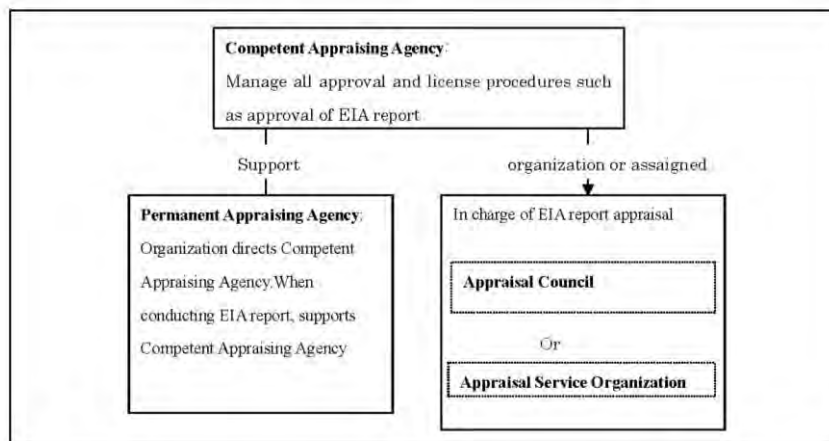 Competent Appraising Agency:
Manage all approval and license procedures such
as approval of EIA report
Support
organization or assaigned
Permanent Appraising Agency:
Organization directs Competent
Appraising Agency.When
conducting EIA report, supports
Competent Appraising Agency
In charge of EIA report appraisal
Appraisal Council
Or
Appraisal Service Organization